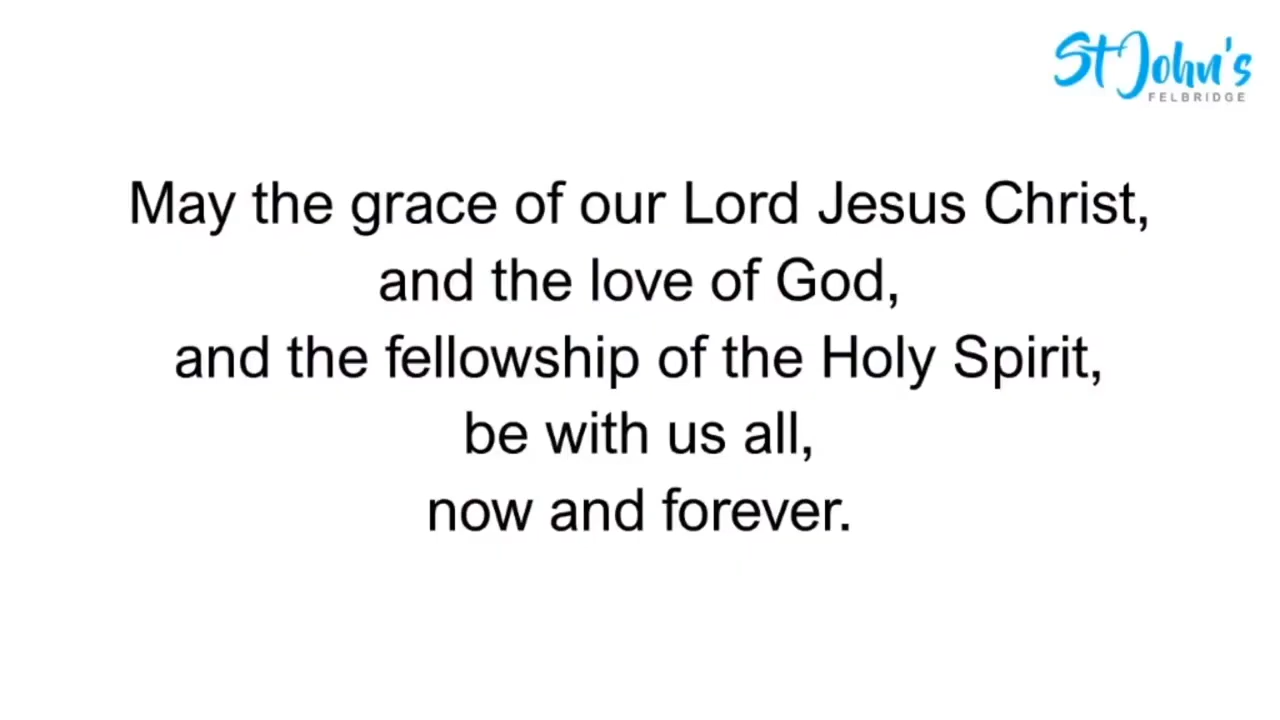 St John's
FELBRIDGE
May the grace of our Lord Jesus Christ,
and the love of God,
and the fellowship of the Holy Spirit,
be with us all,
now and forever.